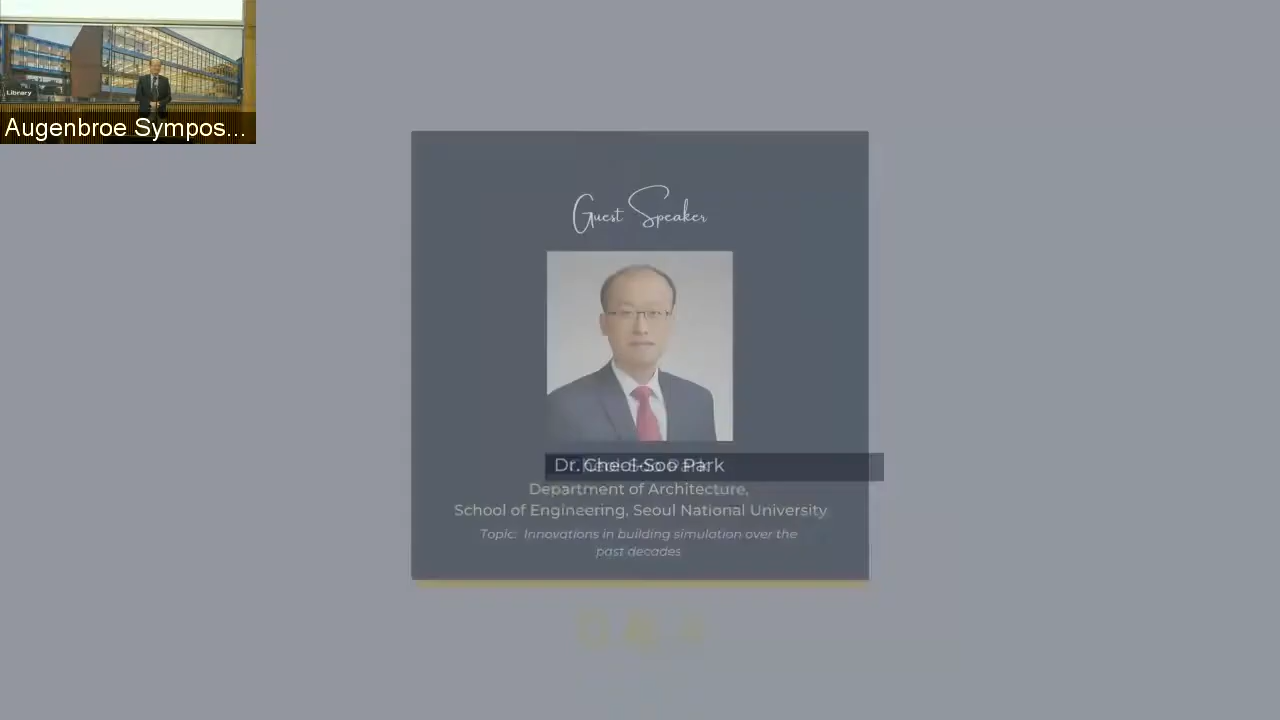 Library
Augenbroe Sympos...
Guest Speaker
Dr. Cheol-Soo Park
Department of Architecture,
School of Engineering, Seoul National University
Topic: Innovations in building simulation over the
past decades